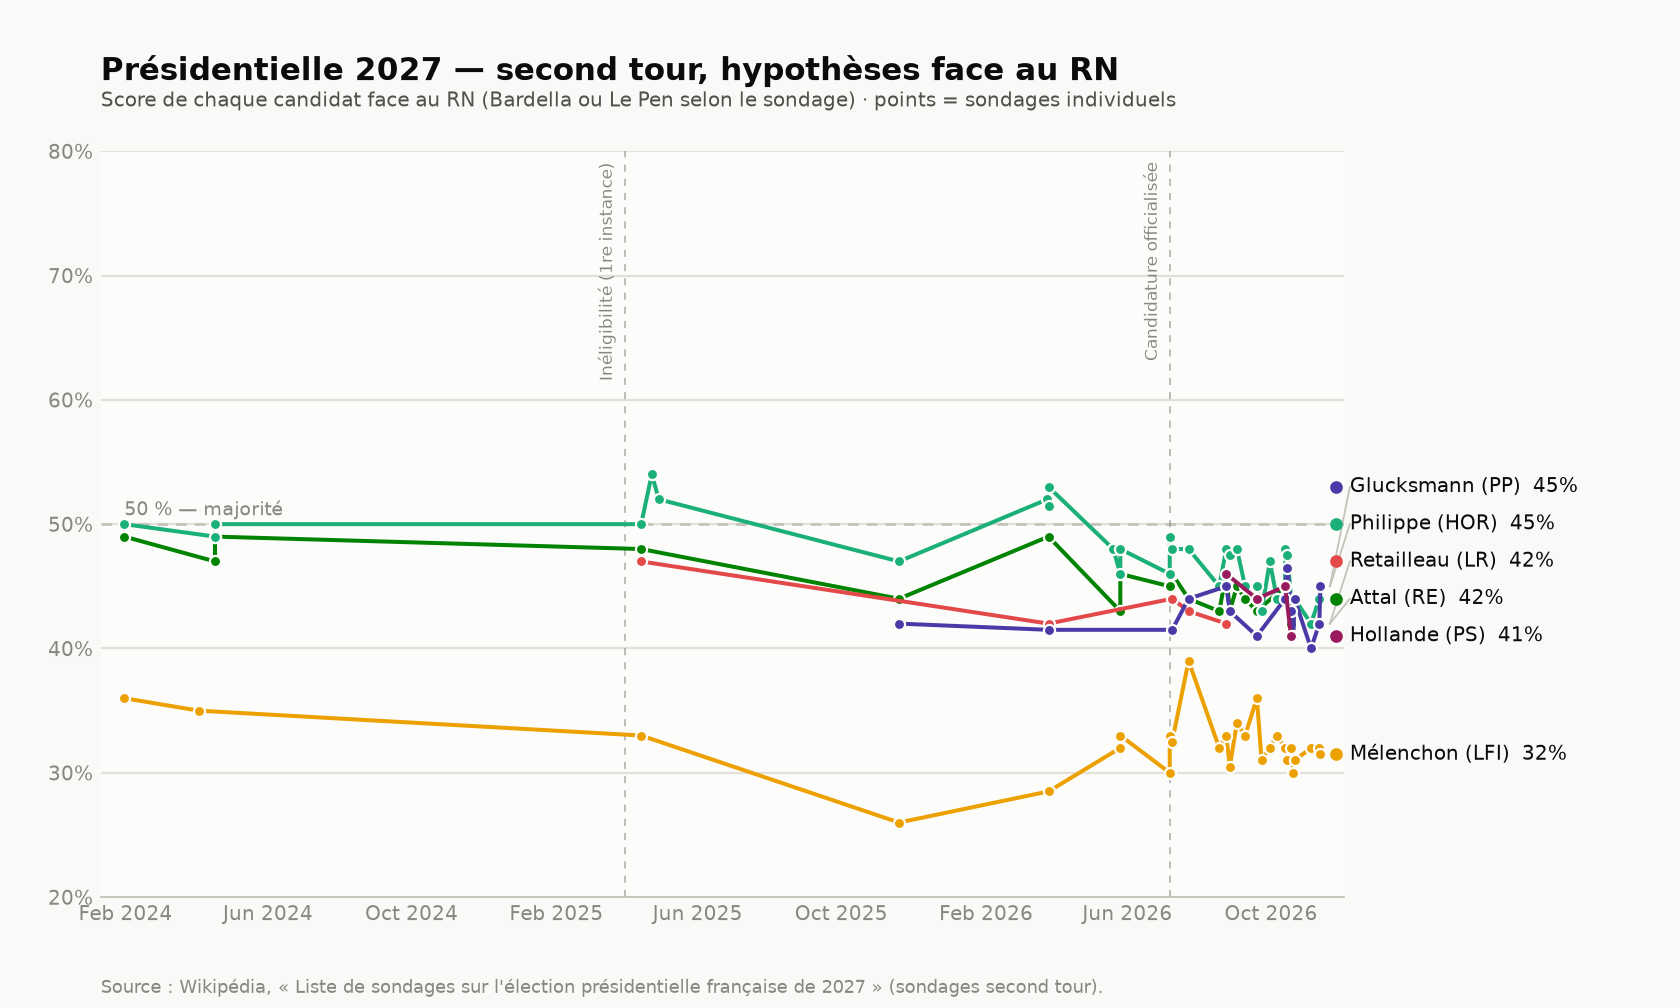 Présidentielle 2027 — second tour, hypothèses face au RN
Score de chaque candidat face au RN (Bardella ou Le Pen selon le sondage) · points = sondages individuels
80%
70%
60%
50%
40%
30%
20%
Inéligibilité (1re instance)
Candidature officialisée
50 % — majorité
Glucksmann (PP)  45%
Philippe (HOR)  45%
Retailleau (LR)  42%
Attal (RE)  42%
Hollande (PS)  41%
Mélenchon (LFI)  32%
Feb 2024
Jun 2024
Oct 2024
Feb 2025
Jun 2025
Oct 2025
Feb 2026
Jun 2026
Oct 2026
Source : Wikipédia, « Liste de sondages sur l'élection présidentielle française de 2027 » (sondages second tour).